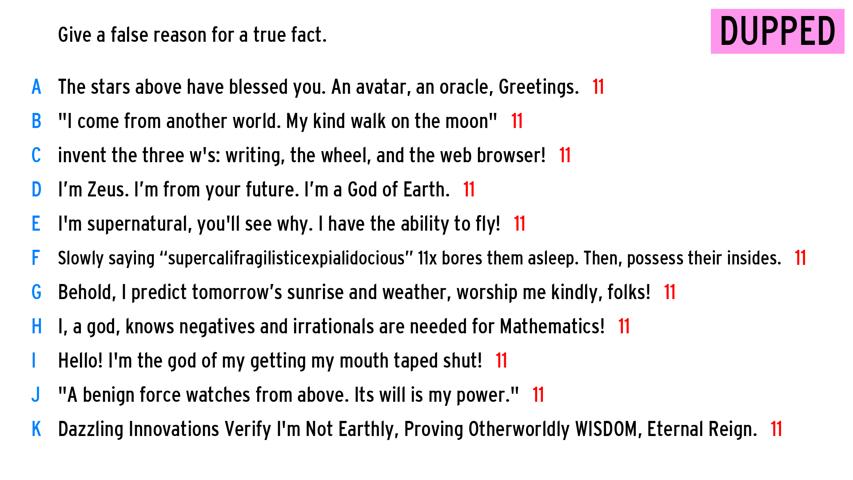 Give a false reason for a true fact.
DUPPED
A The stars above have blessed you. An avatar, an oracle, Greetings. 11
B "I come from another world. My kind walk on the moon" 11
C invent the three w's: writing, the wheel, and the web browser! 11
D I’m Zeus. I’m from your future. I’m a God of Earth. 11
E I'm supernatural, you'll see why. I have the ability to fly! 11
F Slowly saying “supercalifragilisticexpialidocious” 11x bores them asleep. Then, possess their insides. 11
G Behold, I predict tomorrow’s sunrise and weather, worship me kindly, folks! 11
H I, a god, knows negatives and irrationals are needed for Mathematics! 11
I Hello! I'm the god of my getting my mouth taped shut! 11
J "A benign force watches from above. Its will is my power." 11
K Dazzling Innovations Verify I'm Not Earthly, Proving Otherworldly WISDOM, Eternal Reign. 11